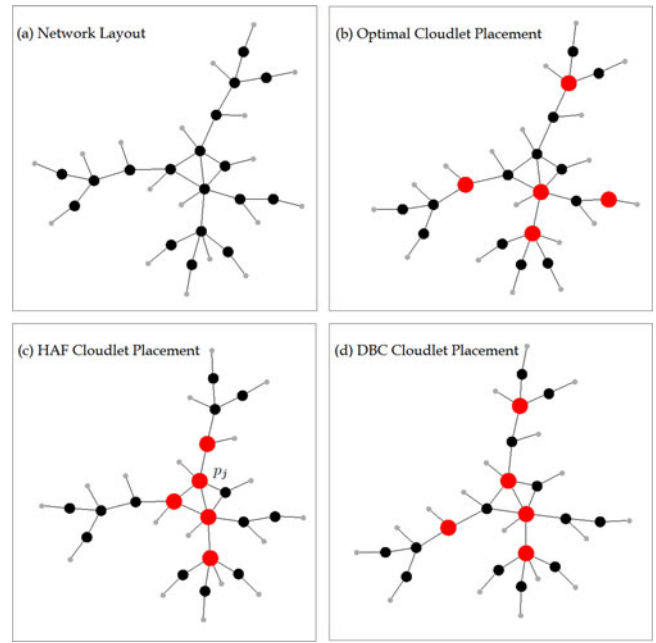 (a) Network Layout
(b) Optimal Cloudlet Placement
(c) HAF Cloudlet Placement
p_j
(d) DBC Cloudlet Placement